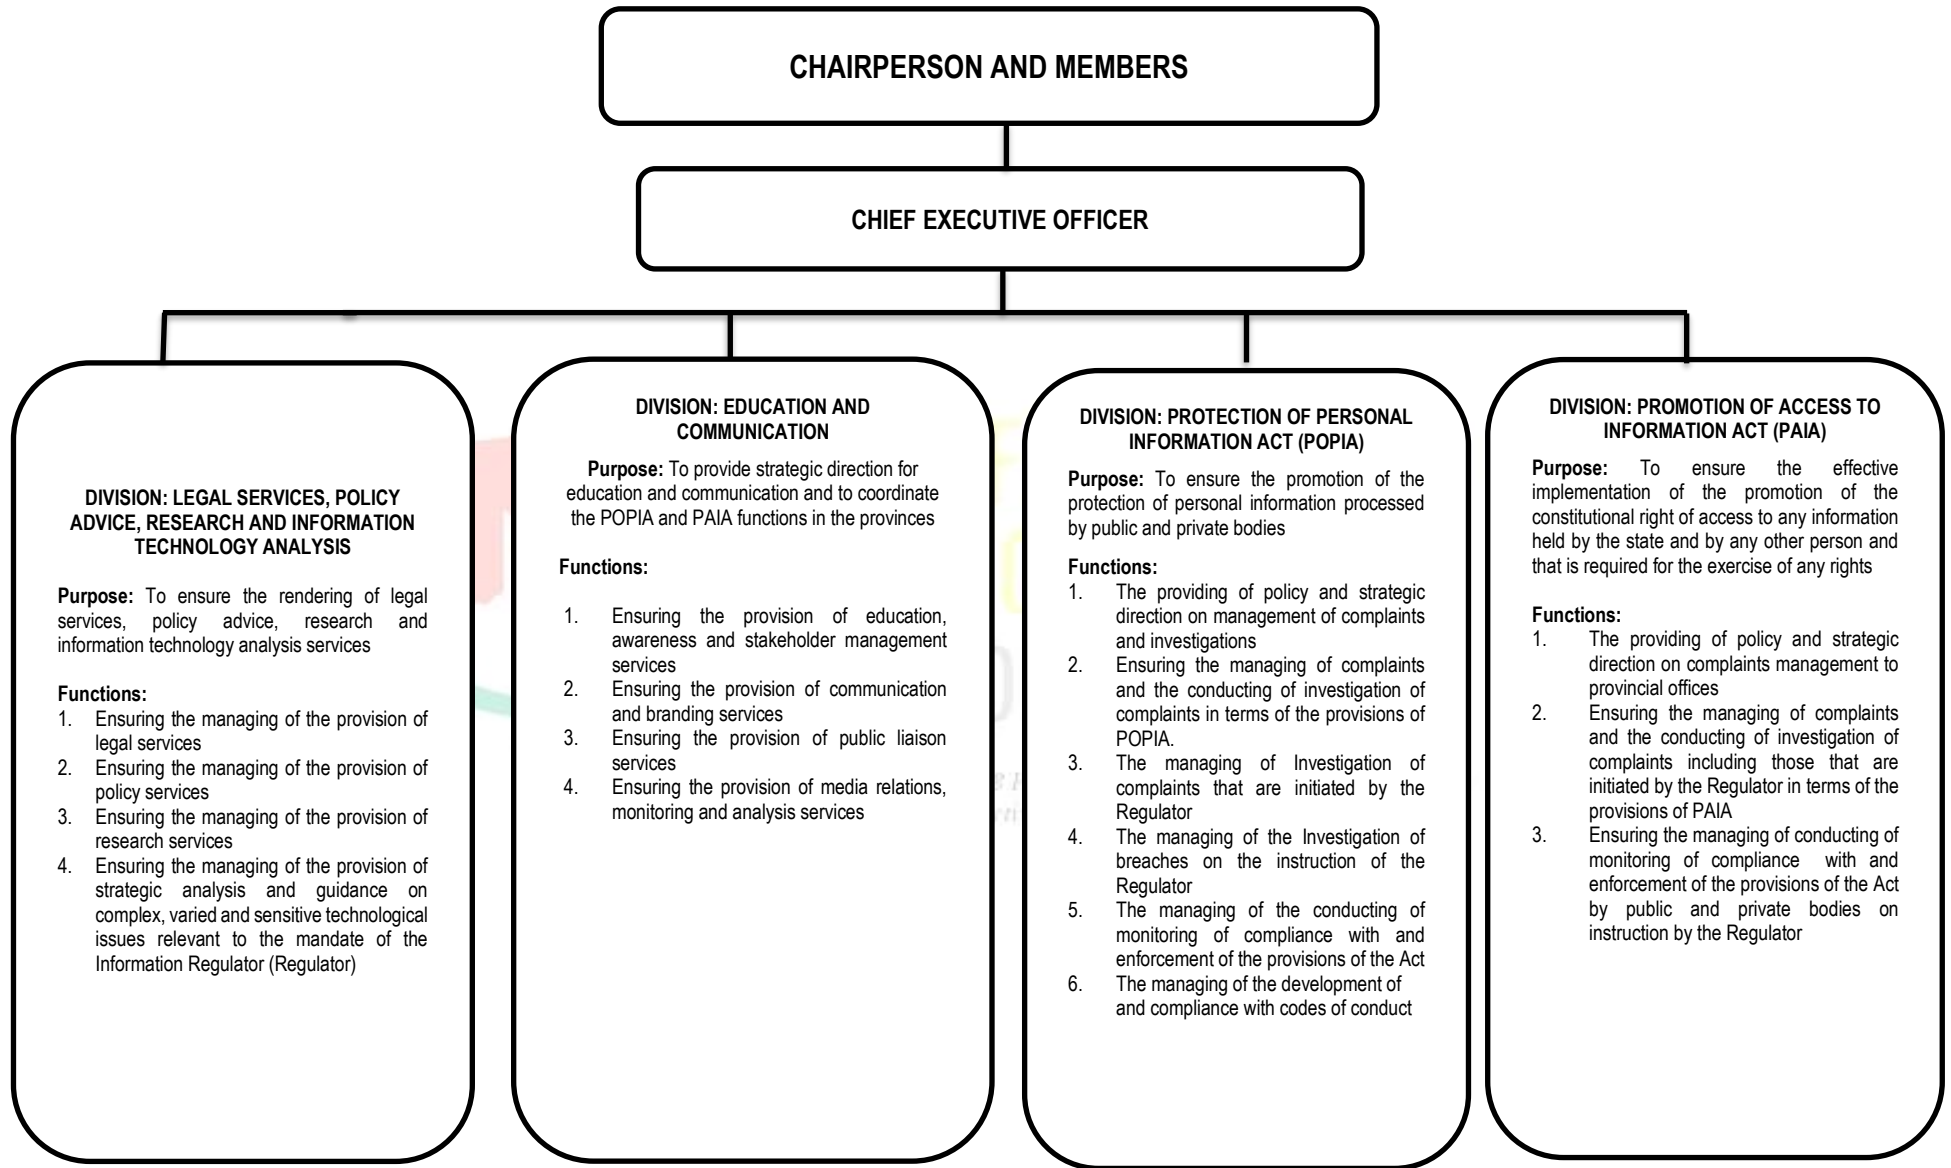 CHAIRPERSON AND MEMBERS
CHIEF EXECUTIVE OFFICER
DIVISION: LEGAL SERVICES, POLICY
ADVICE, RESEARCH AND INFORMATION
TECHNOLOGY ANALYSIS
Purpose: To ensure the rendering of legal
services, policy advice, research and
information technology analysis services
Functions:
1. Ensuring the managing of the provision of
legal services
2. Ensuring the managing of the provision of
policy services
3. Ensuring the managing of the provision of
research services
4. Ensuring the managing of the provision of
strategic analysis and guidance on
complex, varied and sensitive technological
issues relevant to the mandate of the
Information Regulator (Regulator)
DIVISION: EDUCATION AND
COMMUNICATION
Purpose: To provide strategic direction for
education and communication and to coordinate
the POPIA and PAIA functions in the provinces
Functions:
1. Ensuring the provision of education,
awareness and stakeholder management
services
2. Ensuring the provision of communication
and branding services
3. Ensuring the provision of public liaison
services
4. Ensuring the provision of media relations,
monitoring and analysis services
DIVISION: PROTECTION OF PERSONAL
INFORMATION ACT (POPIA)
Purpose: To ensure the promotion of the
protection of personal information processed
by public and private bodies
Functions:
1. The providing of policy and strategic
direction on management of complaints
and investigations
2. Ensuring the managing of complaints
and the conducting of investigation of
complaints in terms of the provisions of
POPIA.
3. The managing of Investigation of
complaints that are initiated by the
Regulator
4. The managing of the Investigation of
breaches on the instruction of the
Regulator
5. The managing of the conducting of
monitoring of compliance with and
enforcement of the provisions of the Act
6. The managing of the development of
and compliance with codes of conduct
DIVISION: PROMOTION OF ACCESS TO
INFORMATION ACT (PAIA)
Purpose: To ensure the effective
implementation of the promotion of the
constitutional right of access to any information
held by the state and by any other person and
that is required for the exercise of any rights
Functions:
1. The providing of policy and strategic
direction on complaints management to
provincial offices
2. Ensuring the managing of complaints
and the conducting of investigation of
complaints including those that are
initiated by the Regulator in terms of the
provisions of PAIA
3. Ensuring the managing of conducting of
monitoring of compliance with and
enforcement of the provisions of the Act
by public and private bodies on
instruction by the Regulator